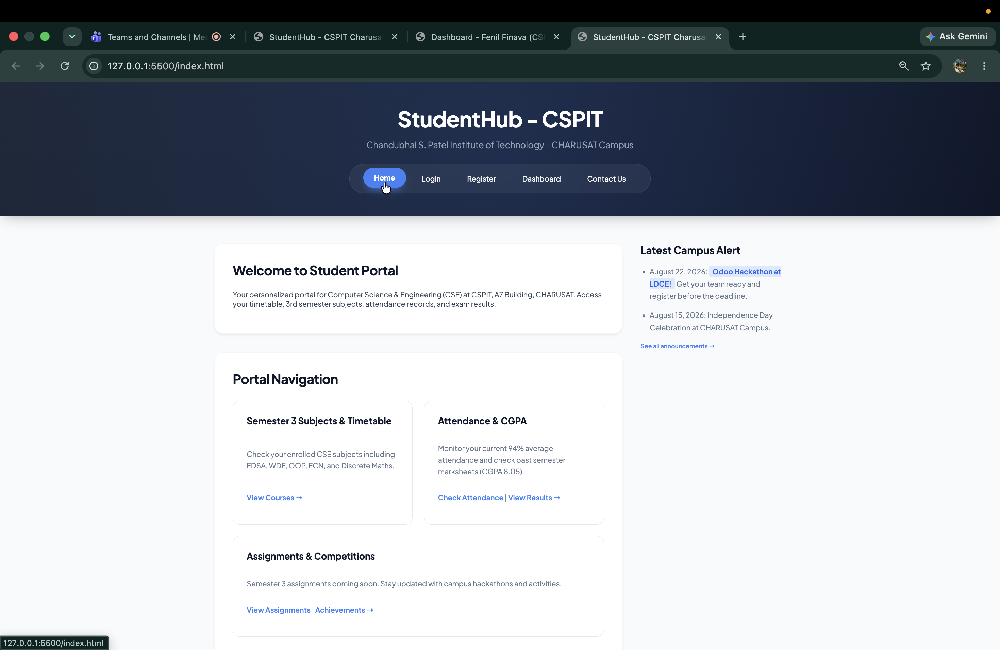 Teams and Channels | Mee
StudentHub - CSPIT Charusa
Dashboard - Fenil Finava (CS
StudentHub - CSPIT Charusa
Ask Gemini
127.0.0.1:5500/index.html
StudentHub - CSPIT
Chandubhai S. Patel Institute of Technology - CHARUSAT Campus
Home
Login
Register
Dashboard
Contact Us
Welcome to Student Portal
Your personalized portal for Computer Science & Engineering (CSE) at CSPIT, A7 Building, CHARUSAT. Access
your timetable, 3rd semester subjects, attendance records, and exam results.
Latest Campus Alert
• August 22, 2026: Odoo Hackathon at
LDCE! Get your team ready and
register before the deadline.
• August 15, 2026: Independence Day
Celebration at CHARUSAT Campus.
See all announcements →
Portal Navigation
Semester 3 Subjects & Timetable
Check your enrolled CSE subjects including
FDSA, WDF, OOP, FCN, and Discrete Maths.
View Courses →
Attendance & CGPA
Monitor your current 94% average
attendance and check past semester
marksheets (CGPA 8.05).
Check Attendance | View Results →
Assignments & Competitions
Semester 3 assignments coming soon. Stay updated with campus hackathons and activities.
View Assignments | Achievements →
127.0.0.1:5500/index.html